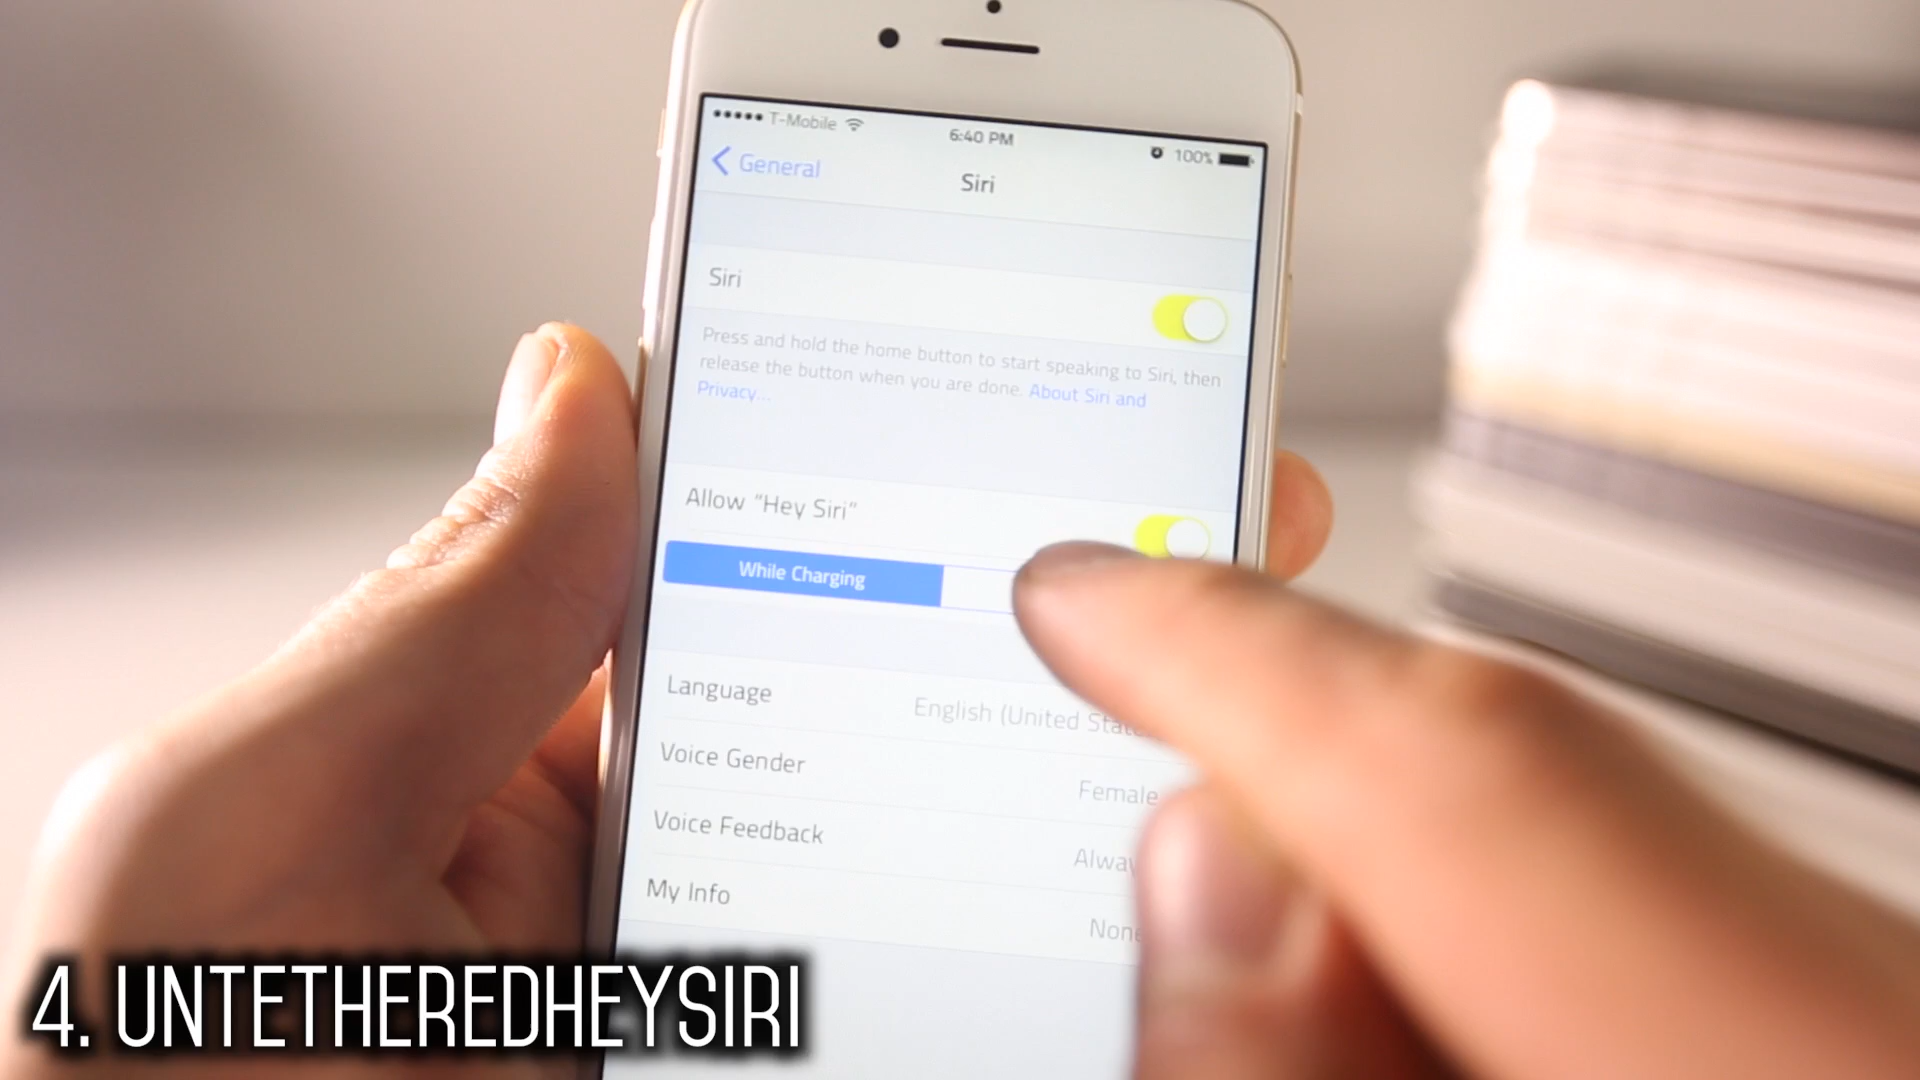 T-Mobile
6:40 PM
100%
General
Siri
Siri
Press and hold the home button to start speaking to Siri, then
release the button when you are done. About Siri and
Privacy...
Allow “Hey Siri”
While Charging
Language
English (United
Voice Gender
Female
Voice Feedback
My Info
None
4. UNTETHEREDHEYSIRI